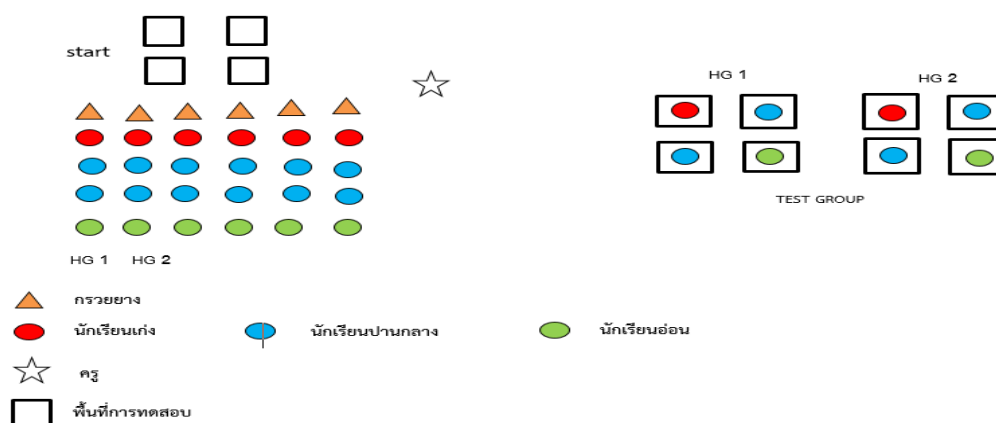 start
HG 1
HG 2
TEST GROUP
HG 1 HG 2
กรวยยาง
นักเรียนเก่ง นักเรียนปานกลาง นักเรียนอ่อน
ครู
พื้นที่การทดสอบ